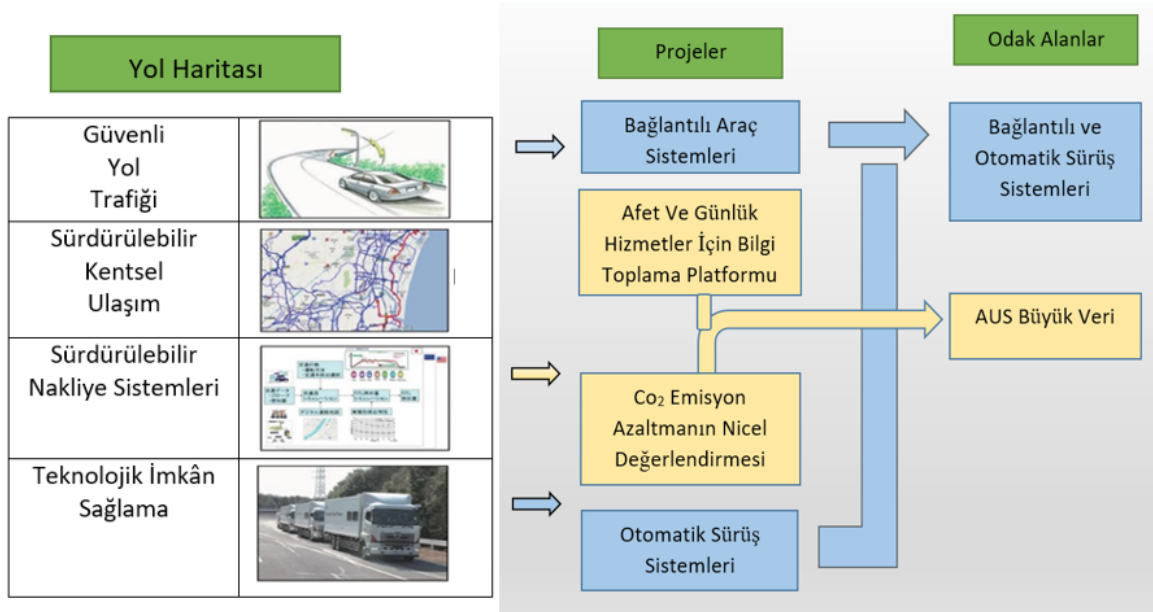 Yol Haritası
Güvenli
Yol
Trafiği
Sürdürülebilir
Kentsel
Ulaşım
Sürdürülebilir
Nakliye Sistemleri
Teknolojik İmkân
Sağlama
Projeler
Bağlantılı Araç
Sistemleri
Afet Ve Günlük
Hizmetler İçin Bilgi
Toplama Platformu
Co₂ Emisyon
Azaltmanın Nicel
Değerlendirmesi
Otomatik Sürüş
Sistemleri
Odak Alanlar
Bağlantılı ve
Otomatik Sürüş
Sistemleri
AUS Büyük Veri